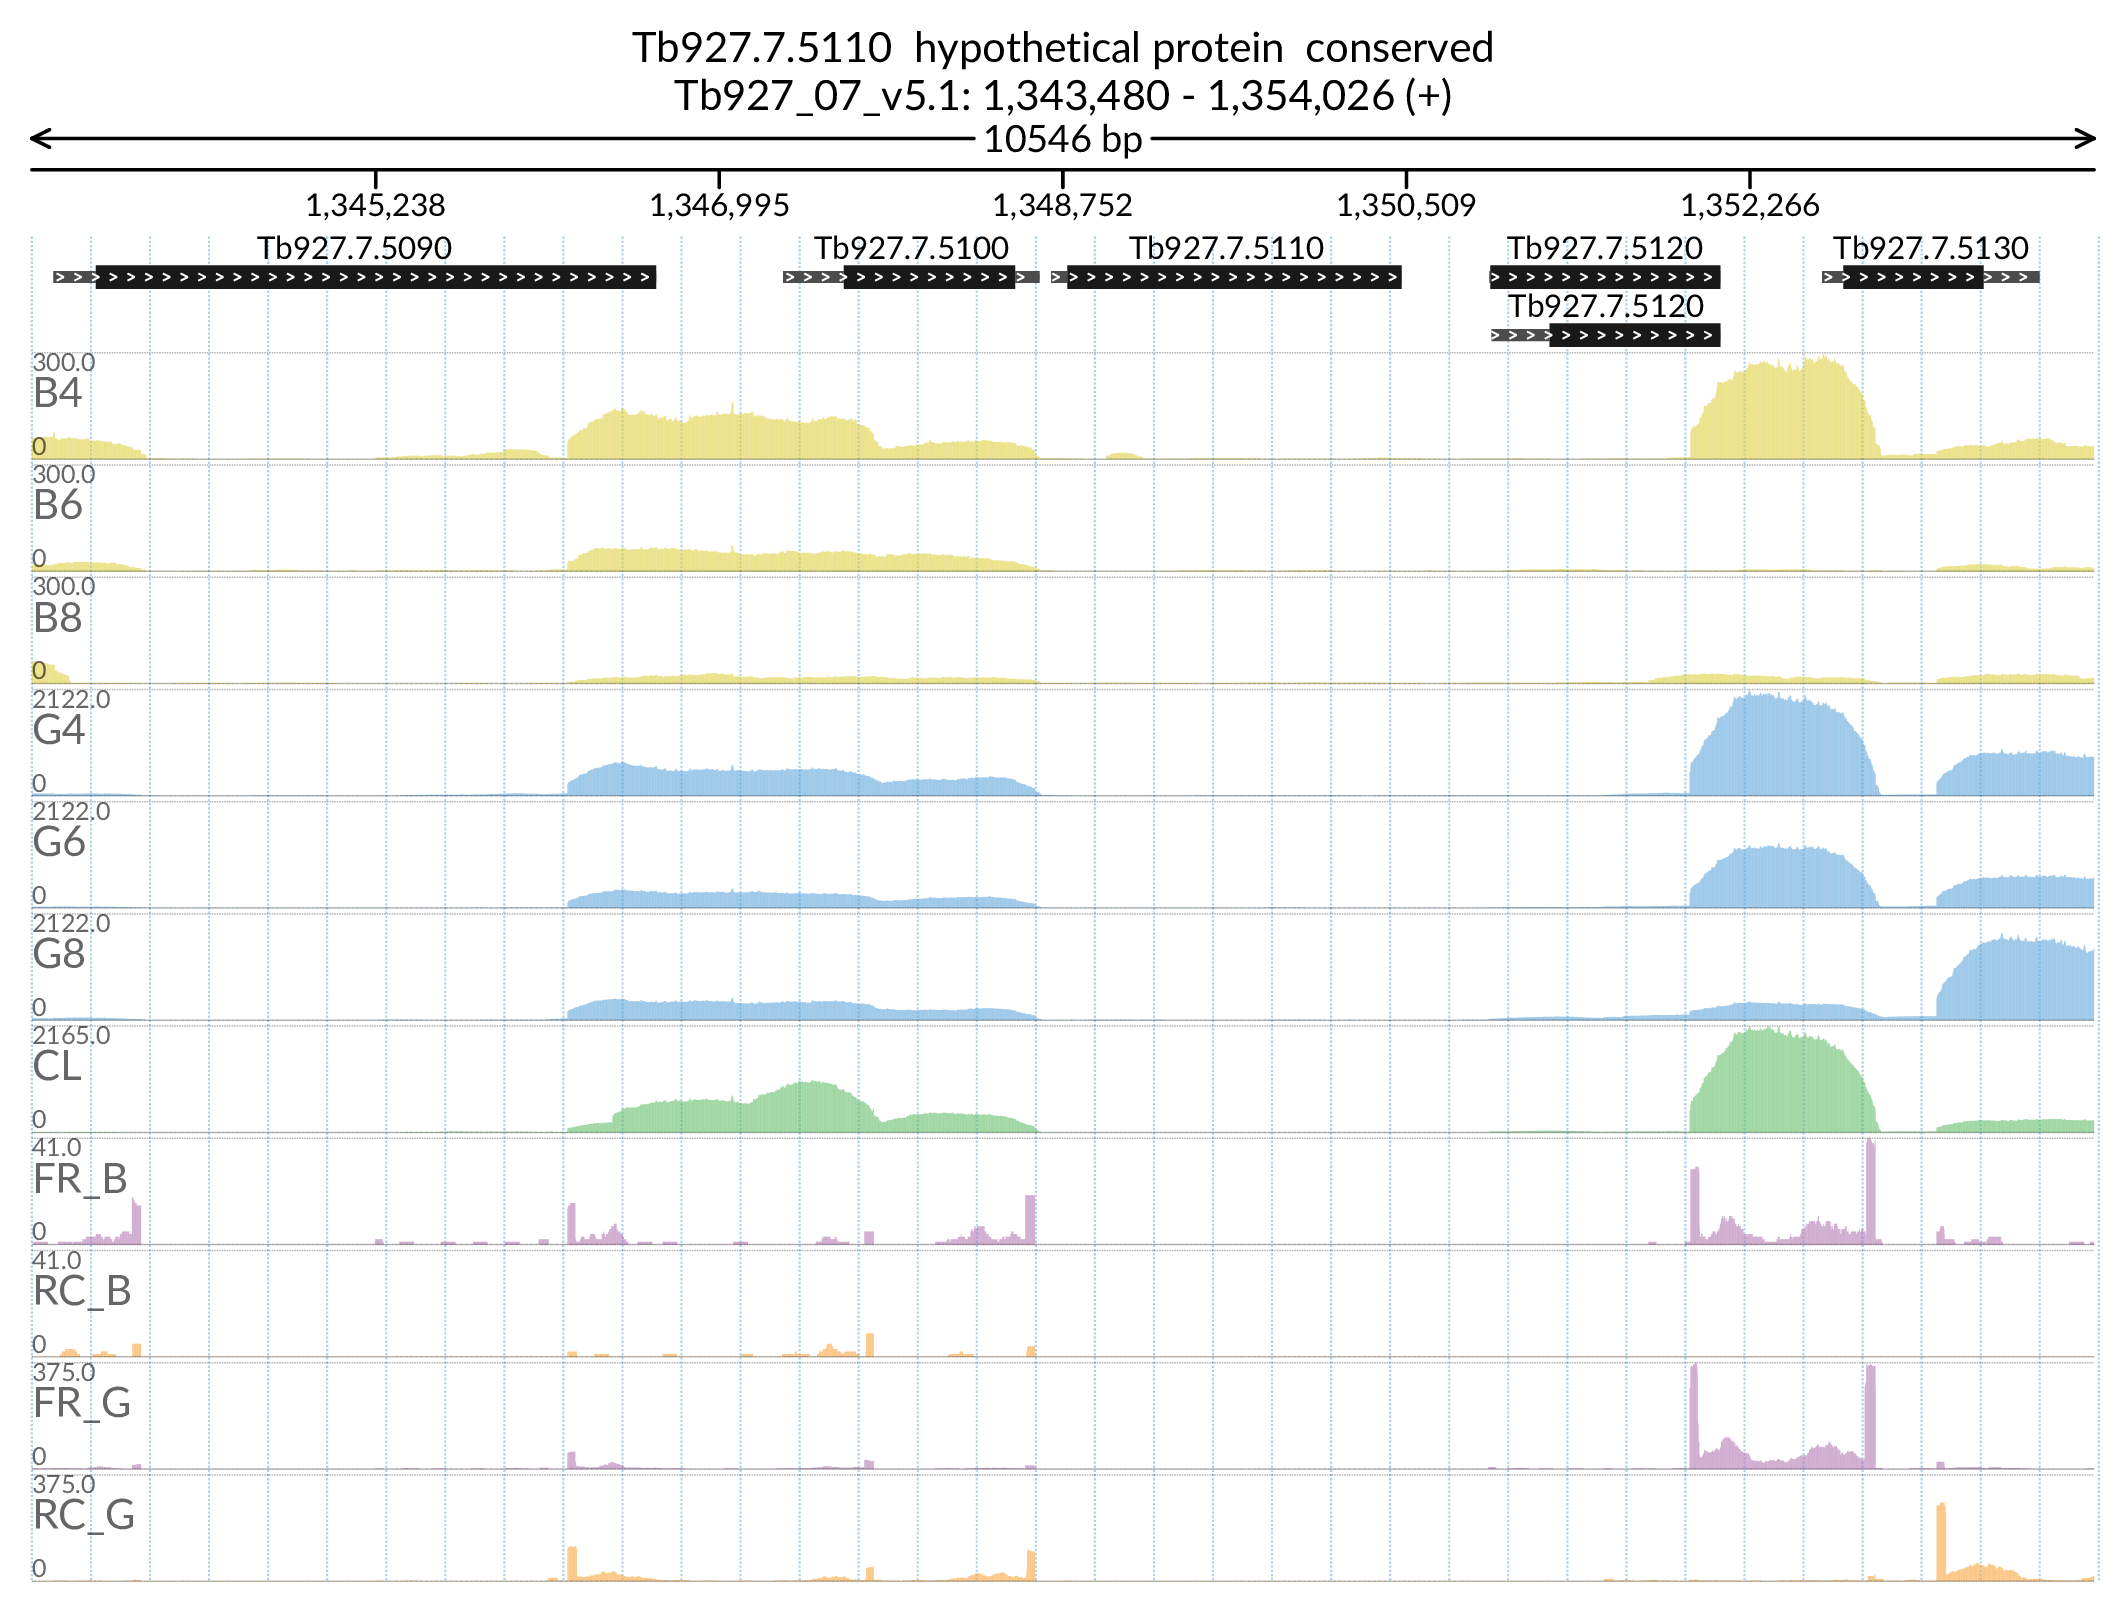 Tb927.7.5110  hypothetical protein  conserved
Tb927_07_v5.1: 1,343,480 - 1,354,026 (+)
10546 bp
1,345,238 1,346,995 1,348,752 1,350,509 1,352,266
Tb927.7.5090 Tb927.7.5100 Tb927.7.5110 Tb927.7.5120 Tb927.7.5130
Tb927.7.5120
300.0
B4
0
300.0
B6
0
300.0
B8
0
2122.0
G4
0
2122.0
G6
0
2122.0
G8
0
2165.0
CL
0
41.0
FR_B
0
41.0
RC_B
0
375.0
FR_G
0
375.0
RC_G
0